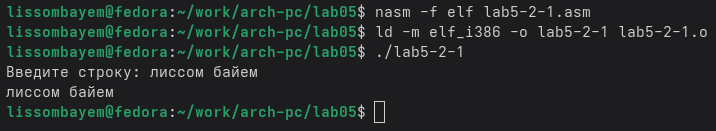 lissombayem@fedora:~/work/arch-pc/lab05$ nasm -f elf lab5-2-1.asm
lissombayem@fedora:~/work/arch-pc/lab05$ ld -m elf_i386 -o lab5-2-1 lab5-2-1.o
lissombayem@fedora:~/work/arch-pc/lab05$ ./lab5-2-1
Введите строку: лиссом байем
лиссом байем
lissombayem@fedora:~/work/arch-pc/lab05$